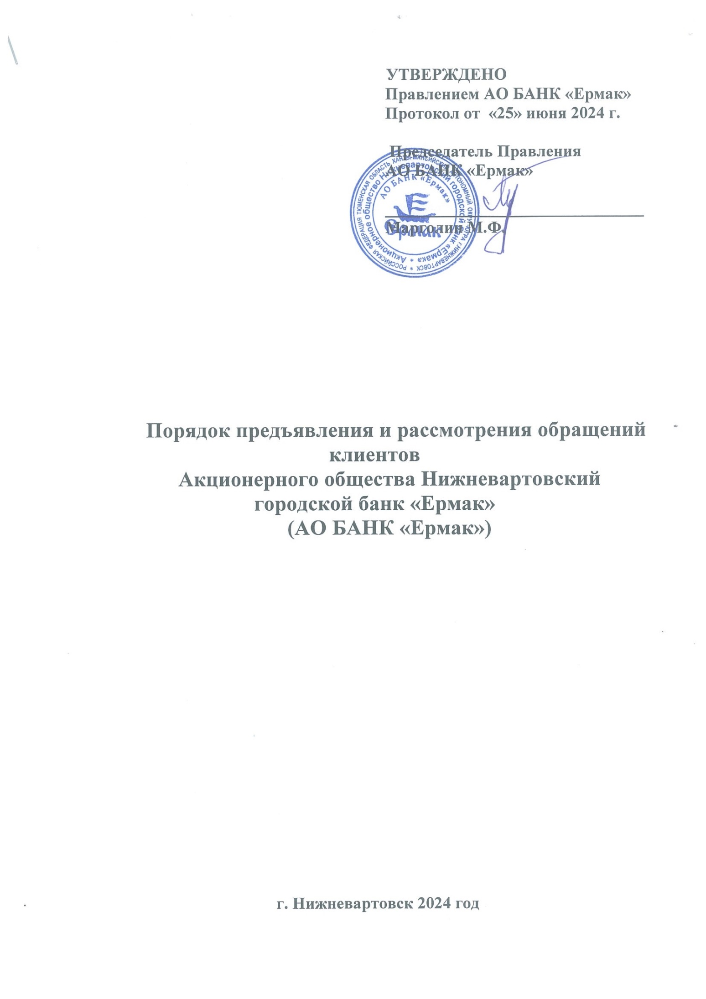 УТВЕРЖДЕНО
Правлением АО БАНК «Ермак»
Протокол от «25» июня 2024 г.
Председатель Правления
АО БАНК «Ермак»
Марголин М.Ф.
РОССИЙСКАЯ ФЕДЕРАЦИЯ ТЮМЕНСКАЯ ОБЛАСТЬ ХАНТЫ-МАНСИЙСКИЙ АВТОНОМНЫЙ ОКРУГ-ЮГРА г.НИЖНЕВАРТОВСК *
Акционерное общество Нижневартовский городской банк «Ермак» *
АО БАНК «Ермак»
Ермак
Порядок предъявления и рассмотрения обращений
клиентов
Акционерного общества Нижневартовский
городской банк «Ермак»
(АО БАНК «Ермак»)
г. Нижневартовск 2024 год